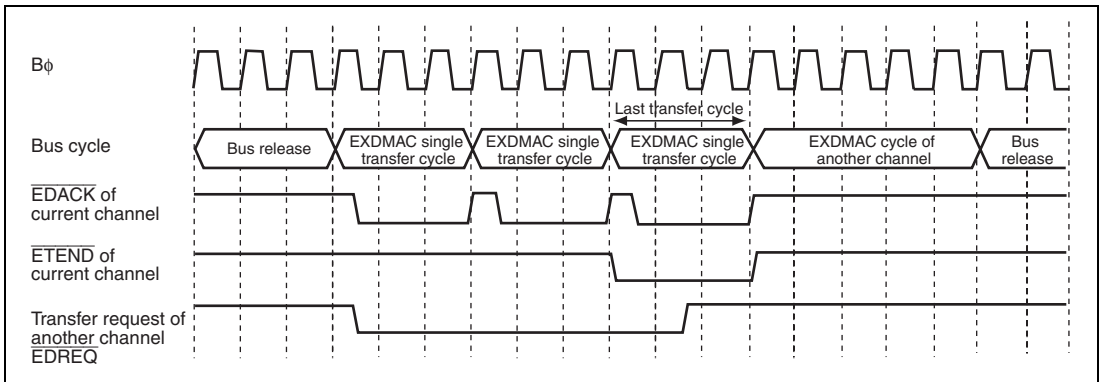 Bφ
Last transfer cycle
Bus cycle
Bus release
EXDMAC single
transfer cycle
EXDMAC single
transfer cycle
EXDMAC single
transfer cycle
EXDMAC cycle of
another channel
Bus
release
EDACK of
current channel
ETEND of
current channel
Transfer request of
another channel
EDREQ